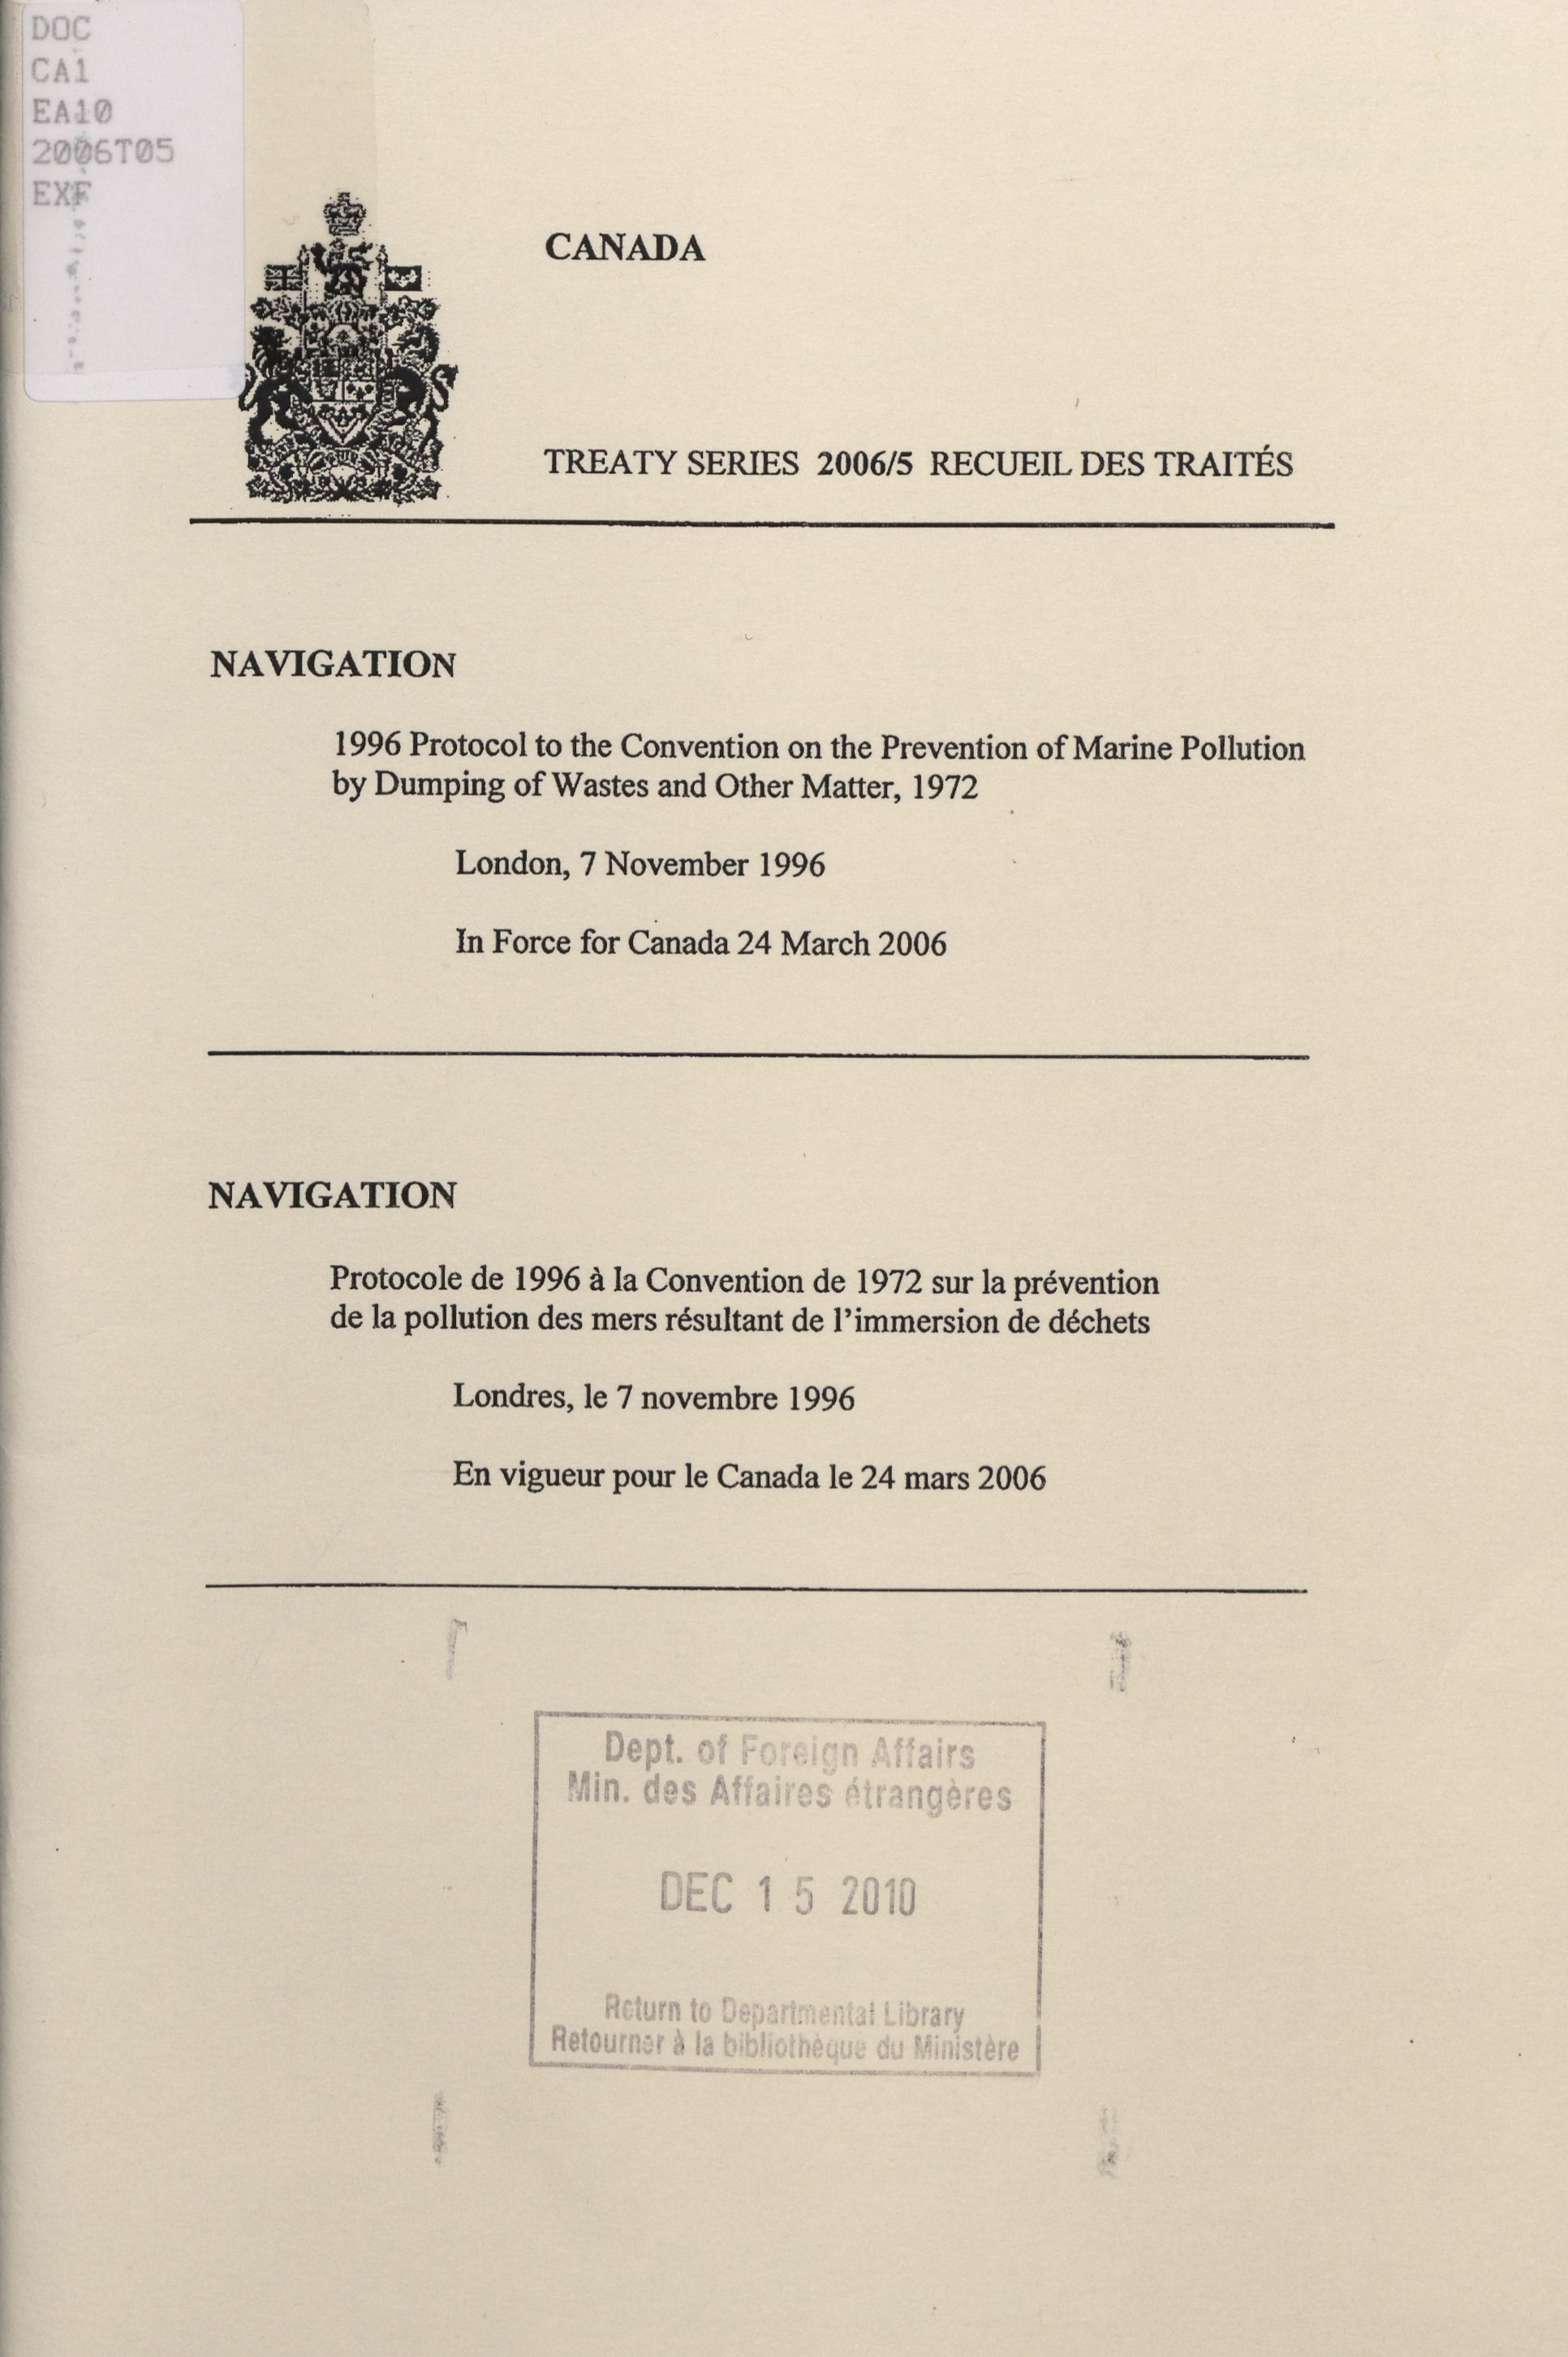 DOC
CA1
EA10
2006T05
EXF
CANADA
TREATY SERIES 2006/5 RECUEIL DES TRAITÉS
NAVIGATION
1996 Protocol to the Convention on the Prevention of Marine Pollution
by Dumping of Wastes and Other Matter, 1972
London, 7 November 1996
In Force for Canada 24 March 2006
NAVIGATION
Protocole de 1996 à la Convention de 1972 sur la prévention
de la pollution des mers résultant de l'immersion de déchets
Londres, le 7 novembre 1996
En vigueur pour le Canada le 24 mars 2006
Dept. of Foreign Affairs
Min. des Affaires étrangères
DEC 1 5 2010
Return to Departmental Library
Retourner à la bibliothèque du Ministère